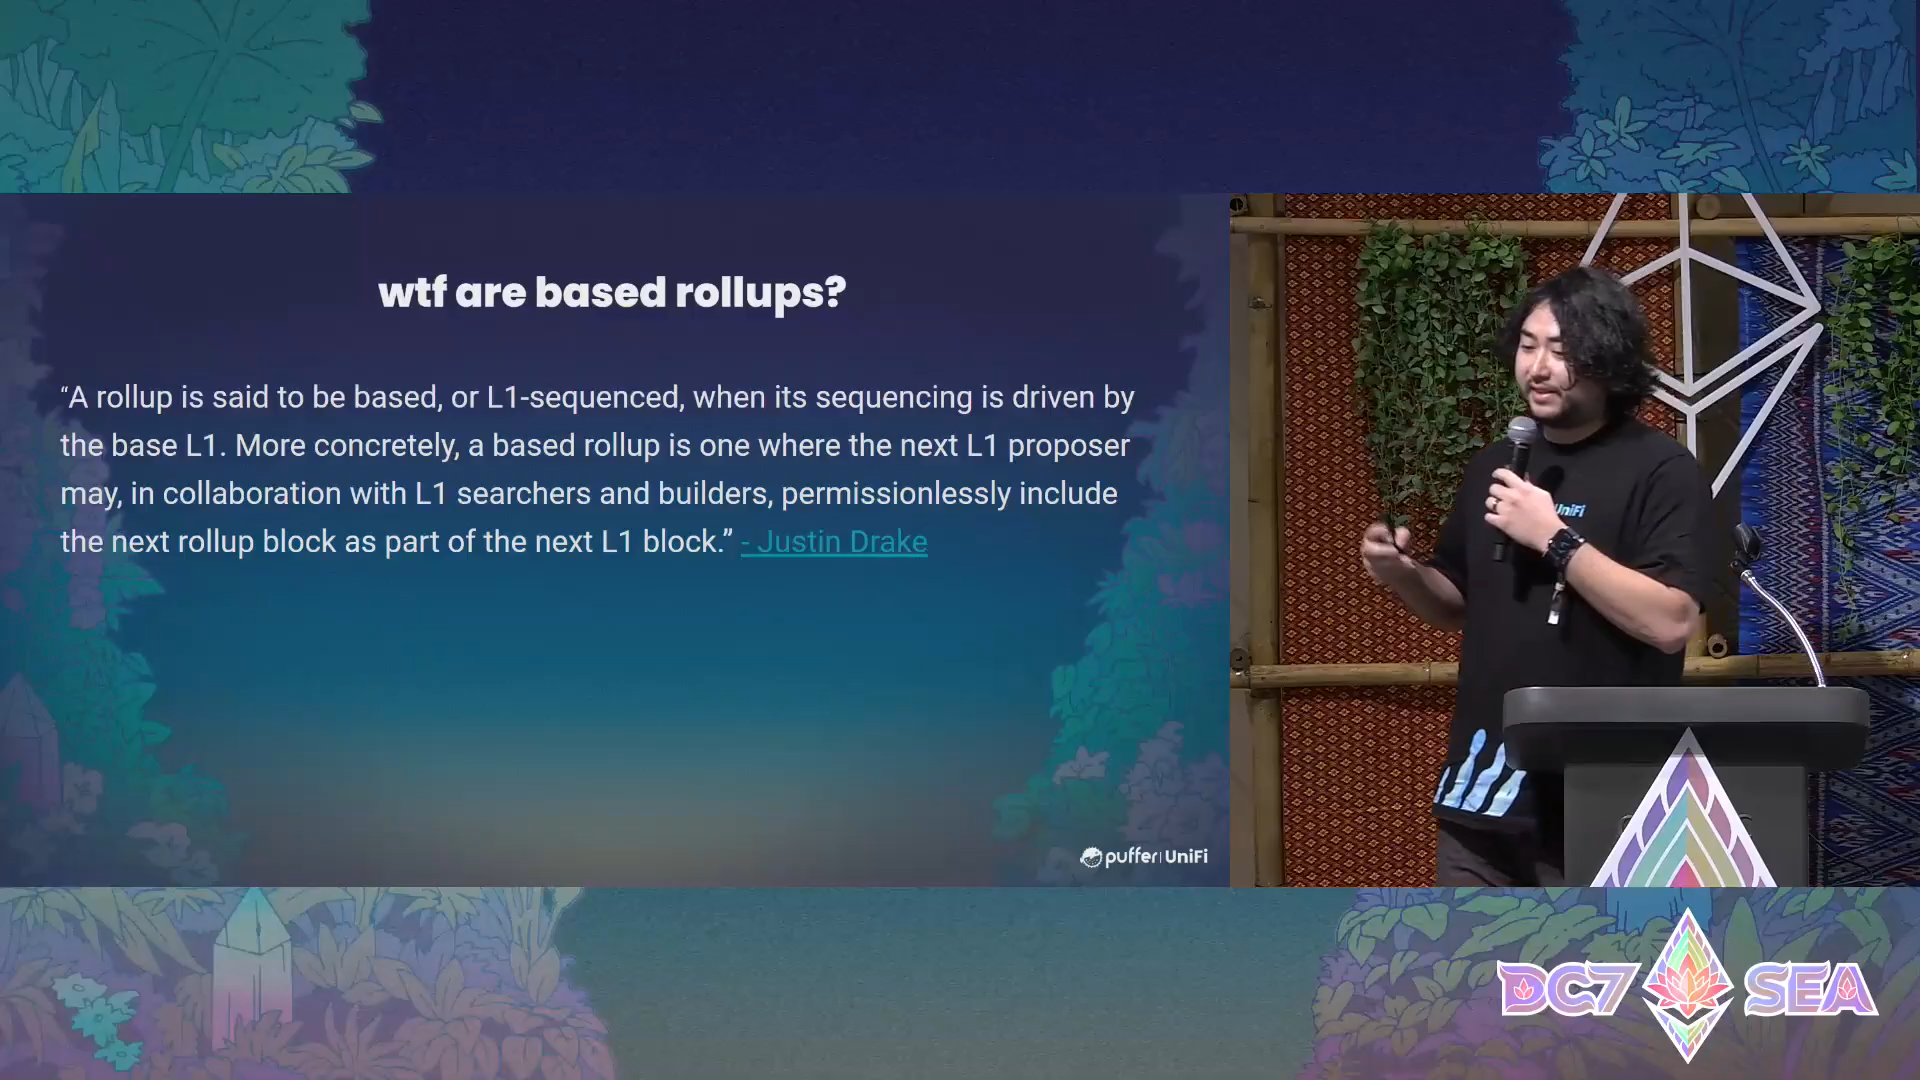 wtf are based rollups?
“A rollup is said to be based, or L1-sequenced, when its sequencing is driven by
the base L1. More concretely, a based rollup is one where the next L1 proposer
may, in collaboration with L1 searchers and builders, permissionlessly include
the next rollup block as part of the next L1 block.” - Justin Drake
puffer UniFi
UniFi
DC7 SEA